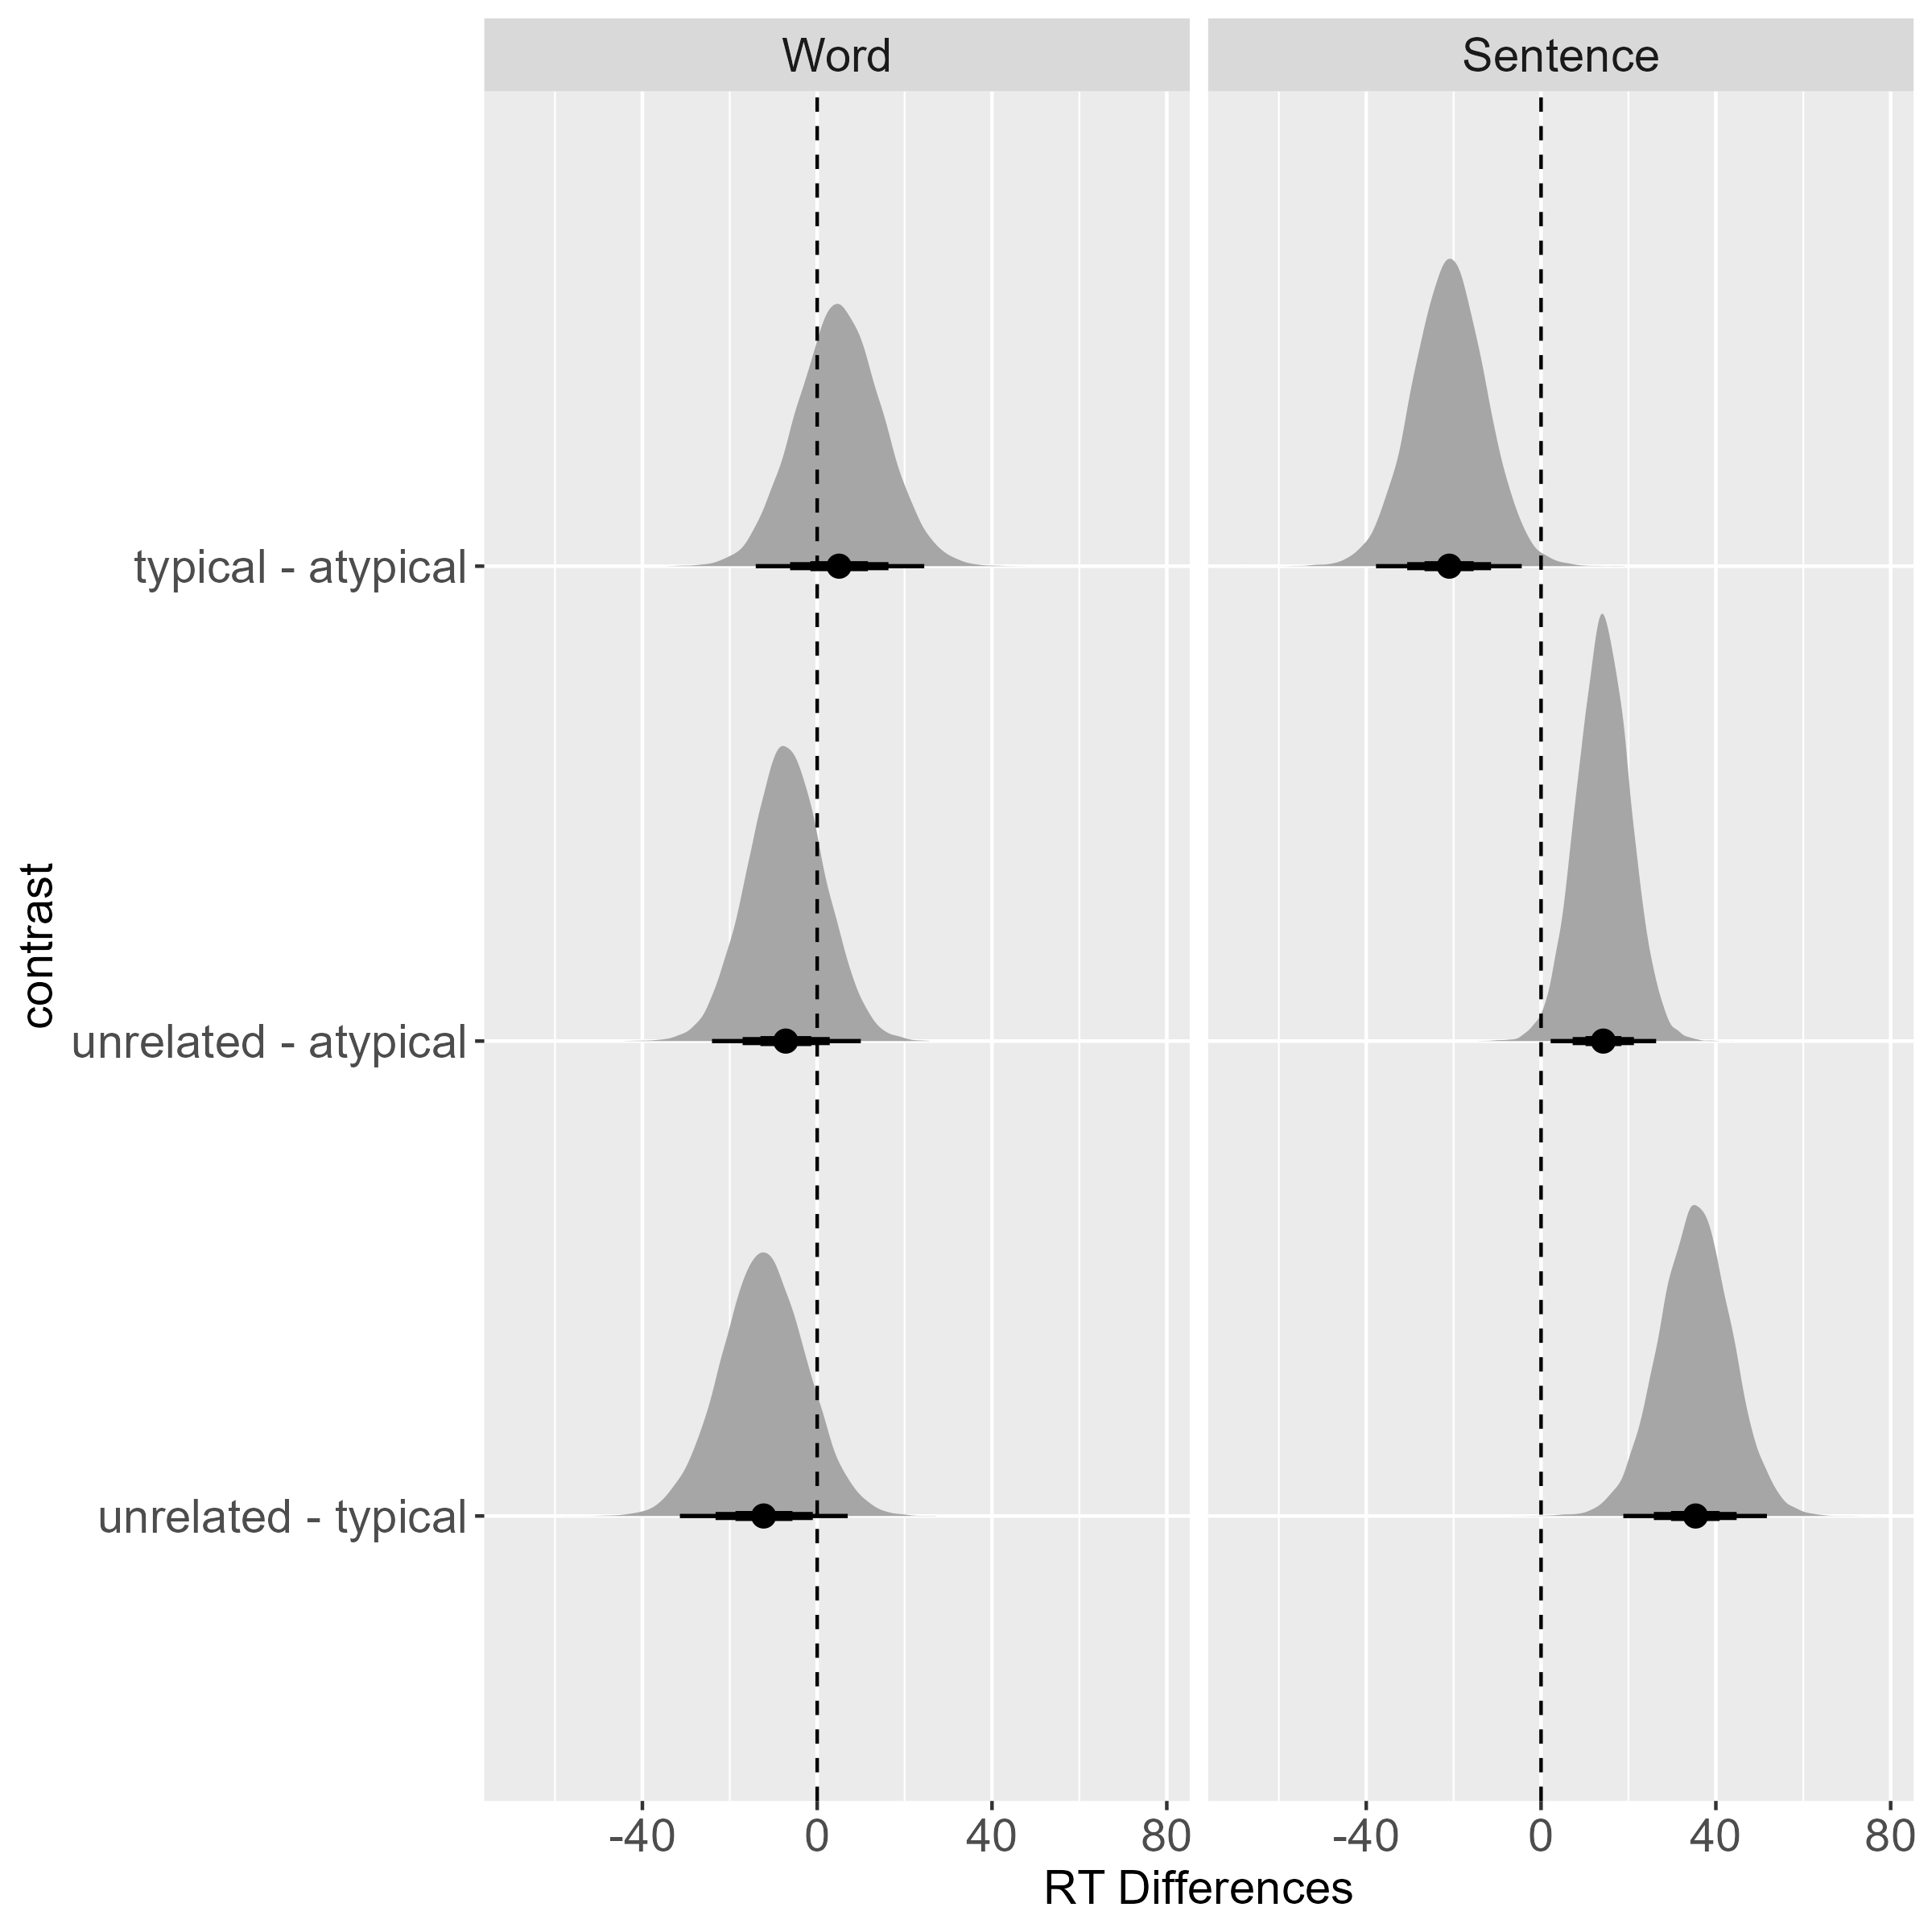 Word
Sentence
contrast
typical - atypical
unrelated - atypical
unrelated - typical
-40 0 40 80
-40 0 40 80
RT Differences